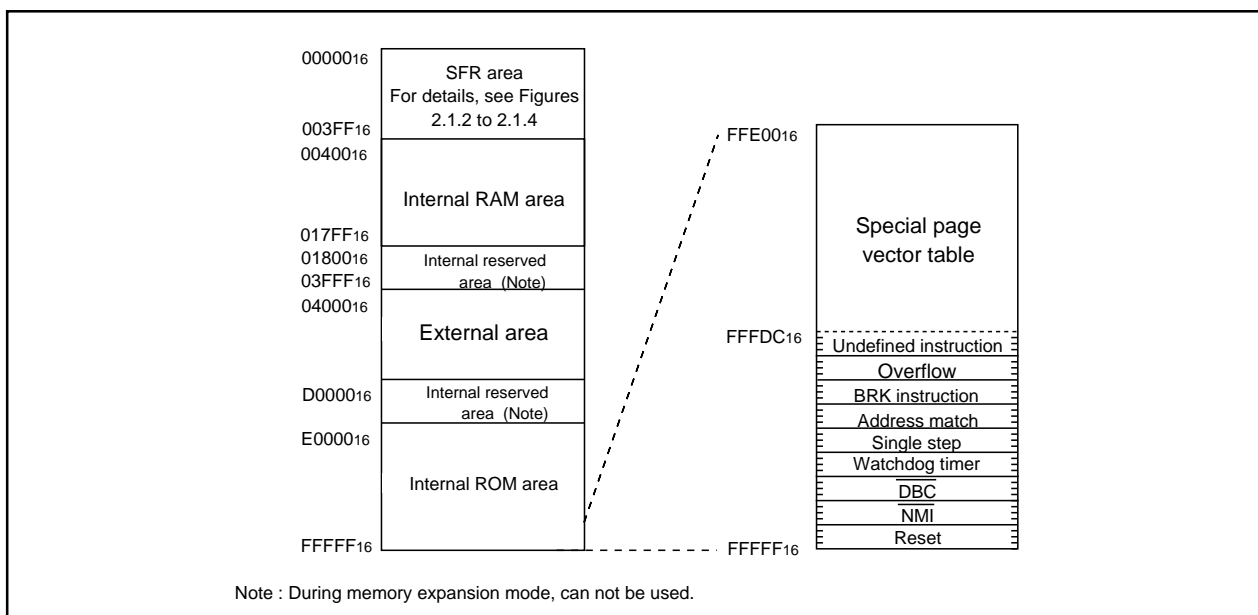 00000₁₆
SFR area
For details, see Figures
2.1.2 to 2.1.4
003FF₁₆
00400₁₆
Internal RAM area
017FF₁₆
01800₁₆
Internal reserved
area (Note)
03FFF₁₆
04000₁₆
External area
D0000₁₆
Internal reserved
area (Note)
E0000₁₆
Internal ROM area
FFFFF₁₆
FFE00₁₆
Special page
vector table
FFFDC₁₆
Undefined instruction
Overflow
BRK instruction
Address match
Single step
Watchdog timer
D̅B̅C̅
N̅M̅I̅
Reset
FFFFF₁₆
Note : During memory expansion mode, can not be used.